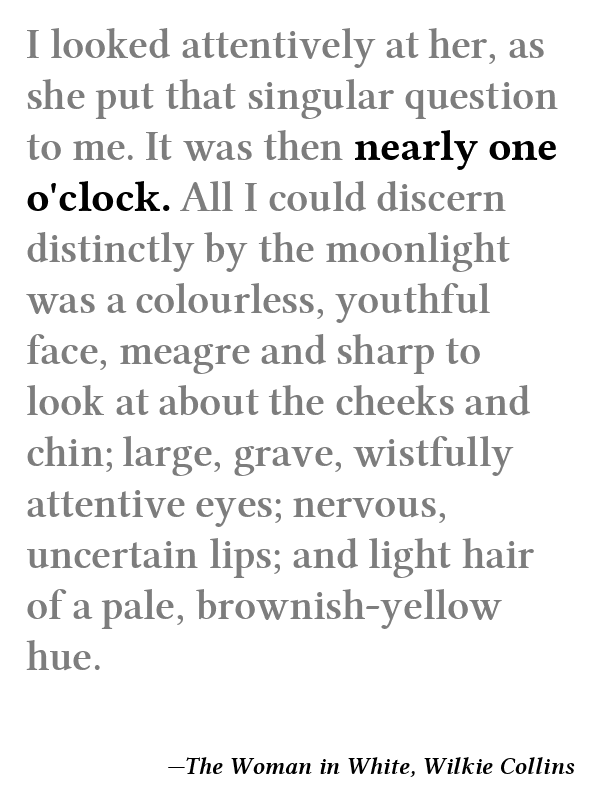 I looked attentively at her, as
she put that singular question
to me. It was then nearly one
o'clock. All I could discern
distinctly by the moonlight
was a colourless, youthful
face, meagre and sharp to
look at about the cheeks and
chin; large, grave, wistfully
attentive eyes; nervous,
uncertain lips; and light hair
of a pale, brownish-yellow
hue.
—The Woman in White, Wilkie Collins